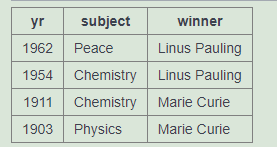 yr subject winner
1962 Peace Linus Pauling
1954 Chemistry Linus Pauling
1911 Chemistry Marie Curie
1903 Physics Marie Curie